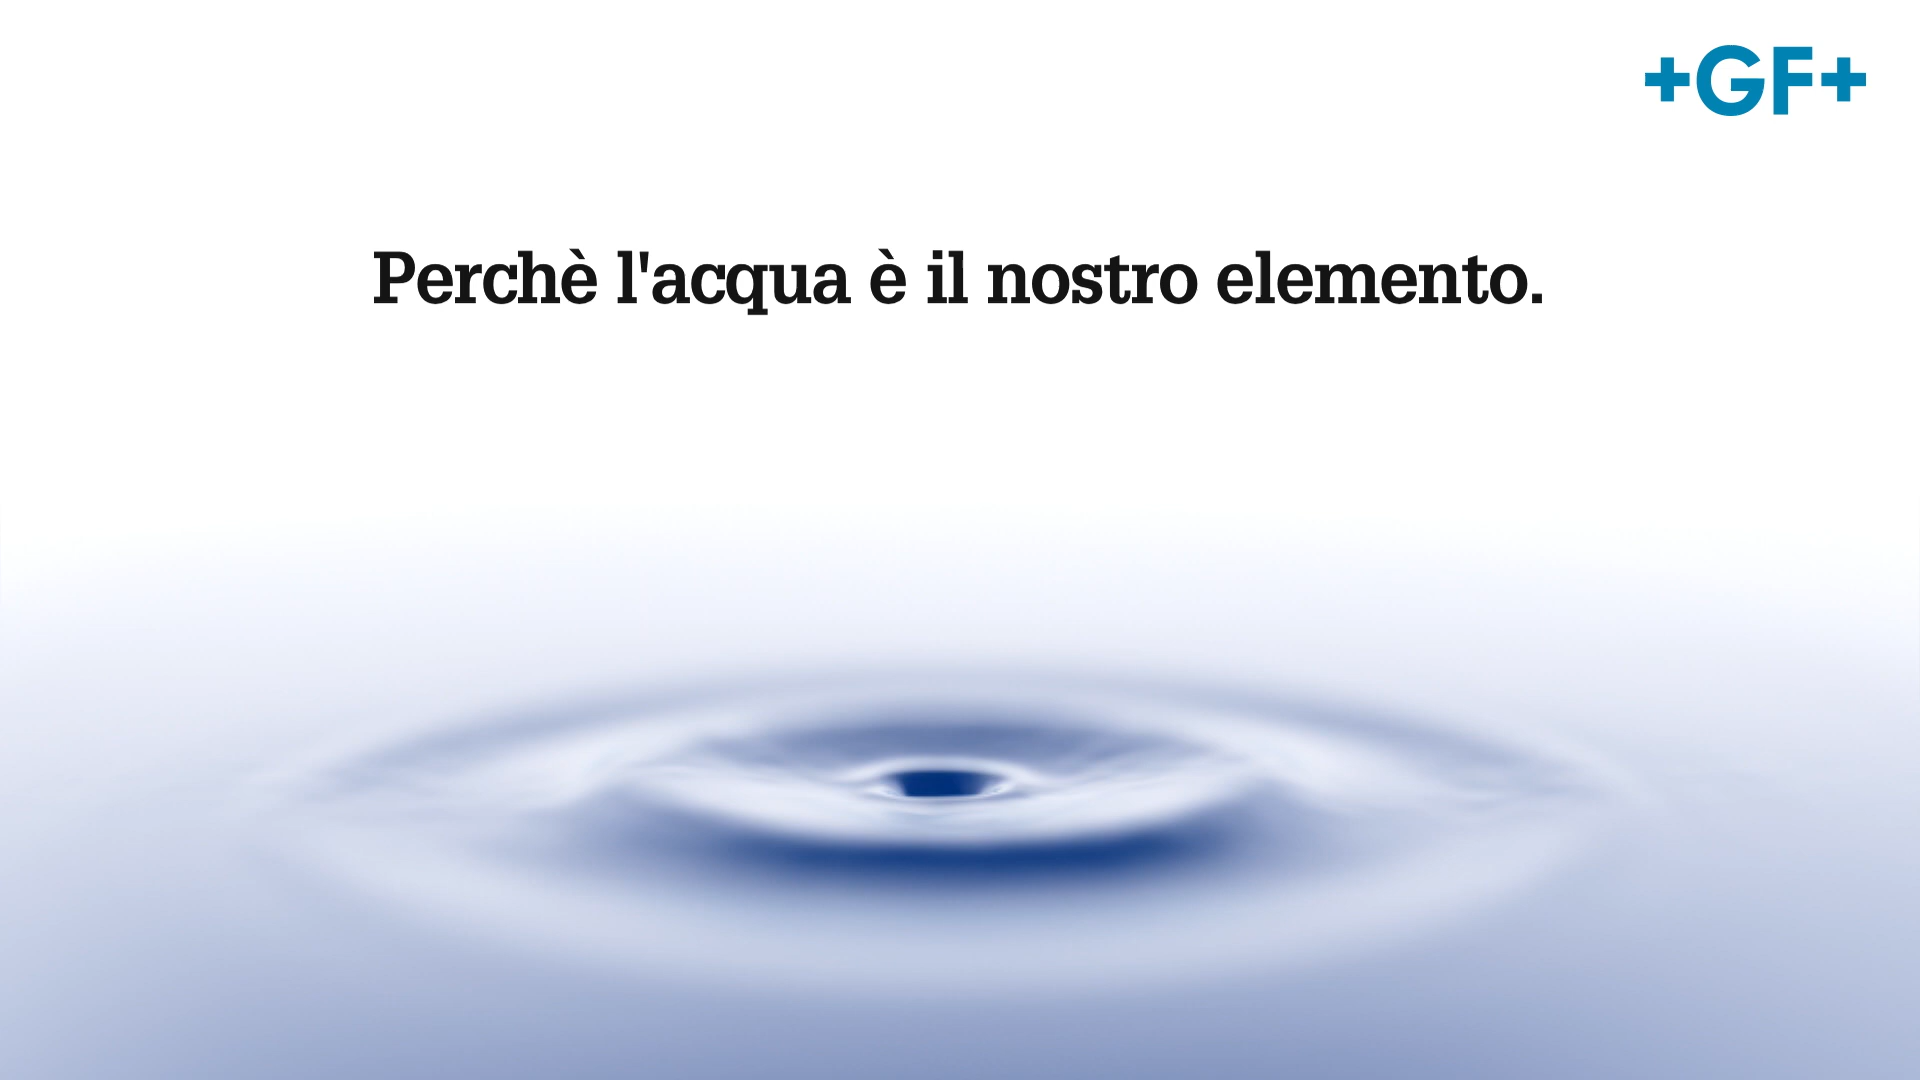 +GF+
Perchè l'acqua è il nostro elemento.